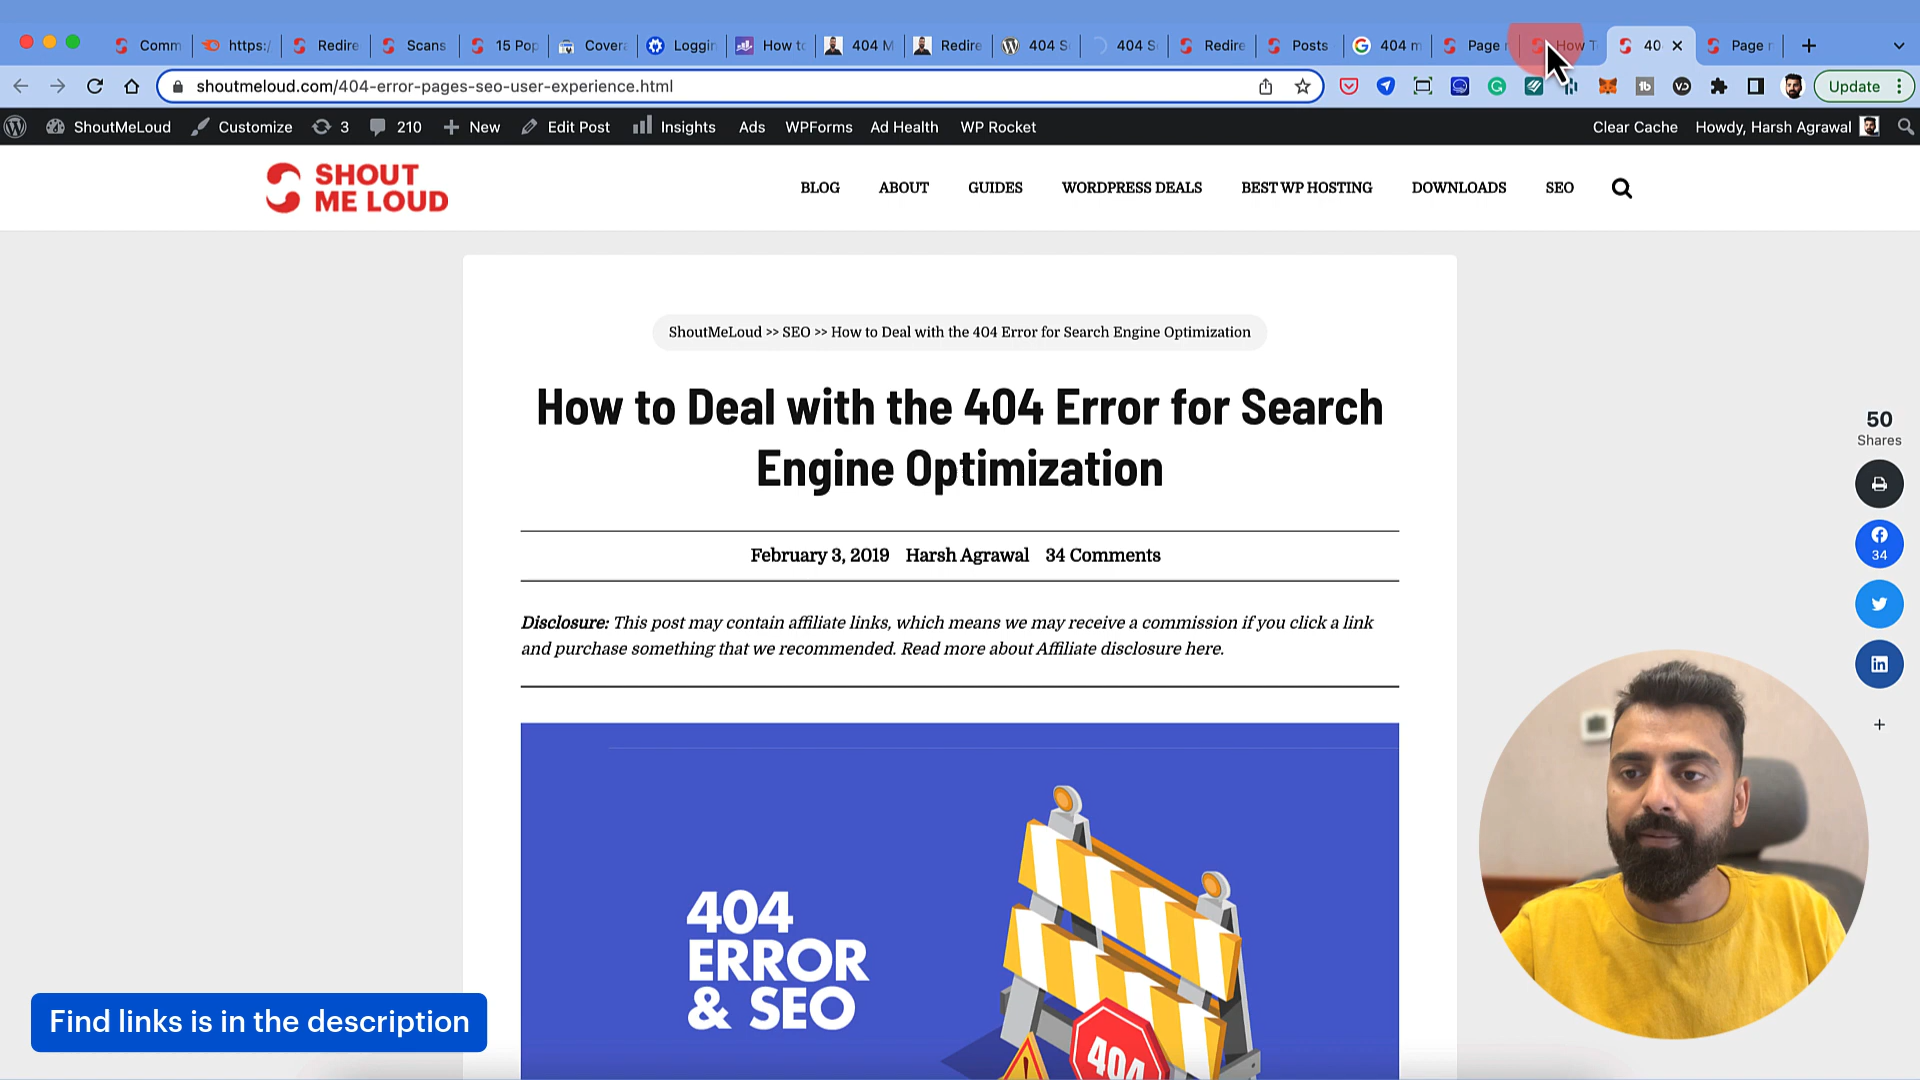 Comm https:/ Redire Scans 15 Pop Cover Loggin How to 404 M Redire 404 S 404 S Redire Posts 404 m Page How T 40 Page
shoutmeloud.com/404-error-pages-seo-user-experience.html
Update
ShoutMeLoud Customize 3 210 New Edit Post Insights Ads WPForms Ad Health WP Rocket Clear Cache Howdy, Harsh Agrawal
SHOUT
ME LOUD
BLOG ABOUT GUIDES WORDPRESS DEALS BEST WP HOSTING DOWNLOADS SEO
ShoutMeLoud >> SEO >> How to Deal with the 404 Error for Search Engine Optimization
How to Deal with the 404 Error for Search
Engine Optimization
February 3, 2019 Harsh Agrawal 34 Comments
Disclosure: This post may contain affiliate links, which means we may receive a commission if you click a link
and purchase something that we recommended. Read more about Affiliate disclosure here.
50
Shares
34
404
ERROR
& SEO
404
Find links is in the description